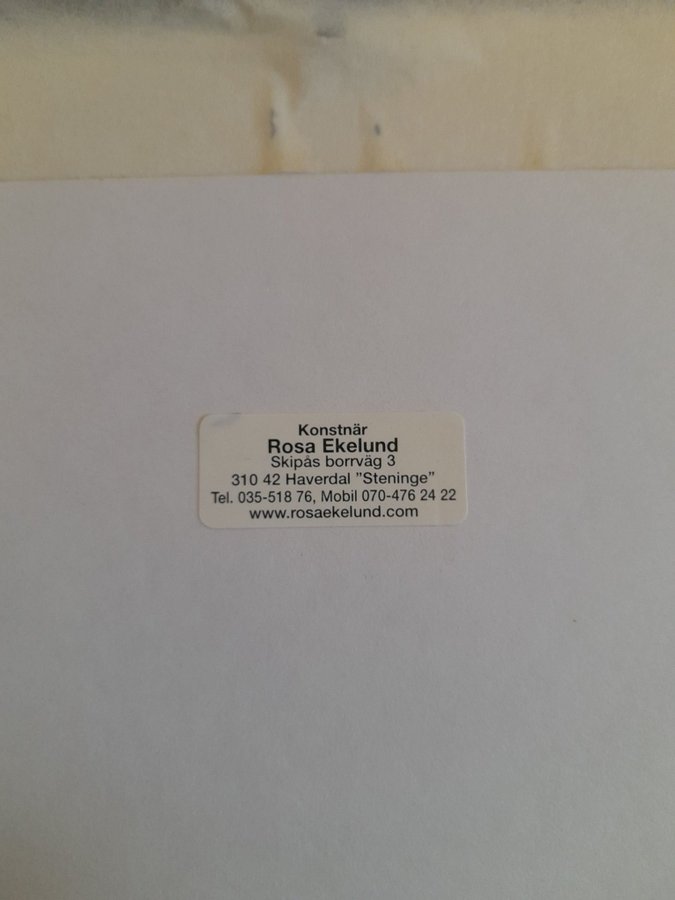 Konstnär
Rosa Ekelund
Skipås borrväg 3
310 42 Haverdal ”Steninge”
Tel. 035-518 76, Mobil 070-476 24 22
www.rosaekelund.com